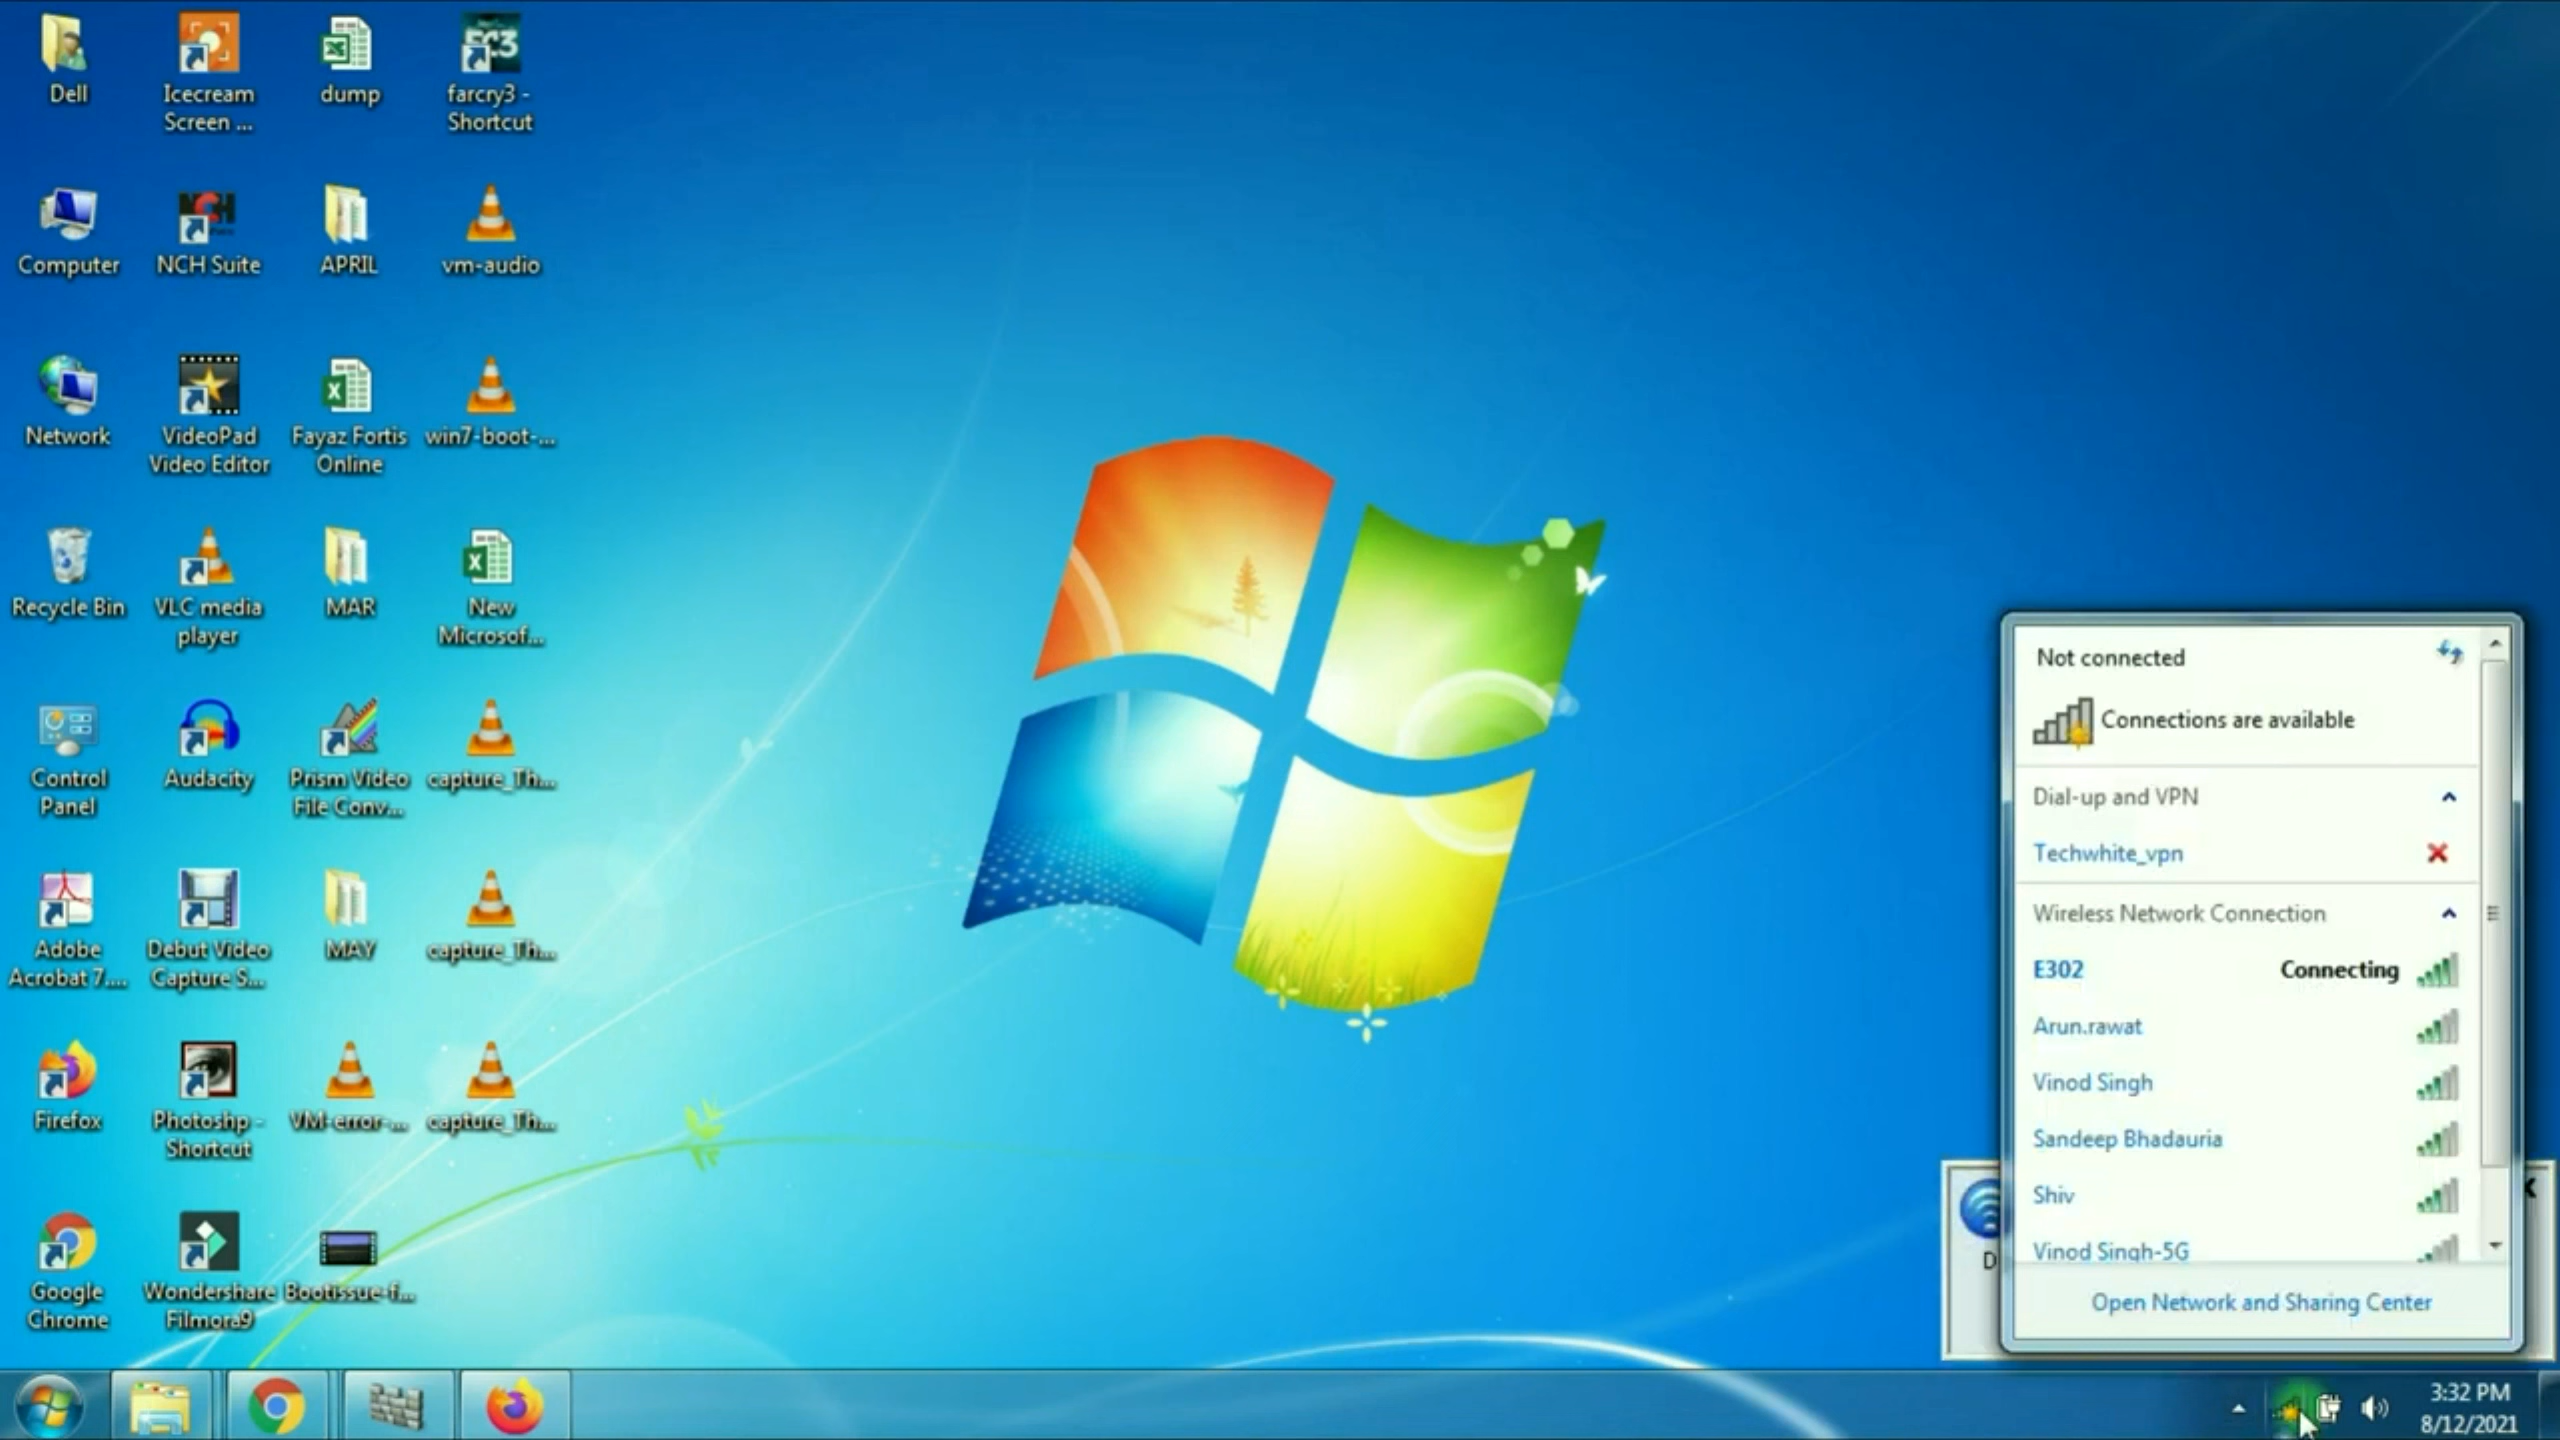 Dell
Icecream
Screen ...
dump
farcry3 -
Shortcut
Computer
NCH Suite
APRIL
vm-audio
Network
VideoPad
Video Editor
Fayaz Fortis
Online
win7-boot-...
Recycle Bin
VLC media
player
MAR
New
Microsof...
Control
Panel
Audacity
Prism Video
File Conv...
capture_Th...
Adobe
Acrobat 7....
Debut Video
Capture S...
MAY
capture_Th...
Firefox
Photoshp -
Shortcut
VM-error-...
capture_Th...
Google
Chrome
Wondershare
Filmora9
Bootissue-f...
Not connected
Connections are available
Dial-up and VPN
Techwhite_vpn
Wireless Network Connection
E302 Connecting
Arun.rawat
Vinod Singh
Sandeep Bhadauria
Shiv
Vinod Singh-5G
Open Network and Sharing Center
D
3:32 PM
8/12/2021